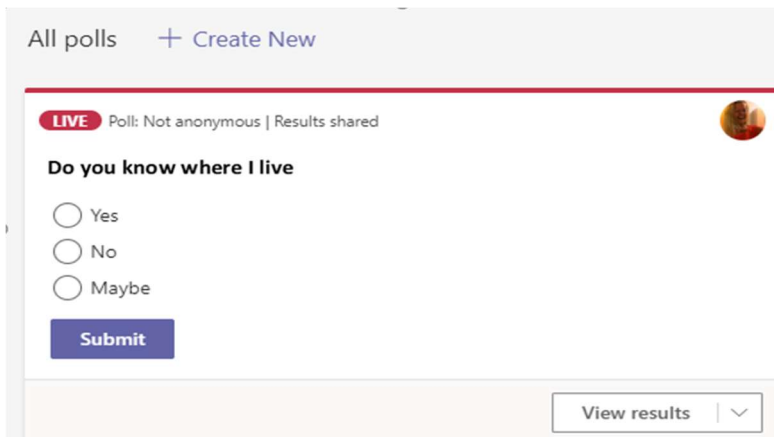 All polls + Create New
LIVE Poll: Not anonymous | Results shared
Do you know where I live
Yes
No
Maybe
Submit
View results